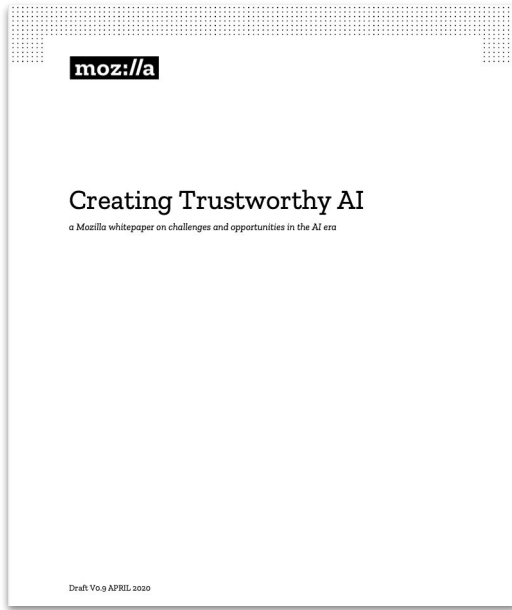 moz://a
Creating Trustworthy AI
a Mozilla whitepaper on challenges and opportunities in the AI era
Draft V0.9 APRIL 2020